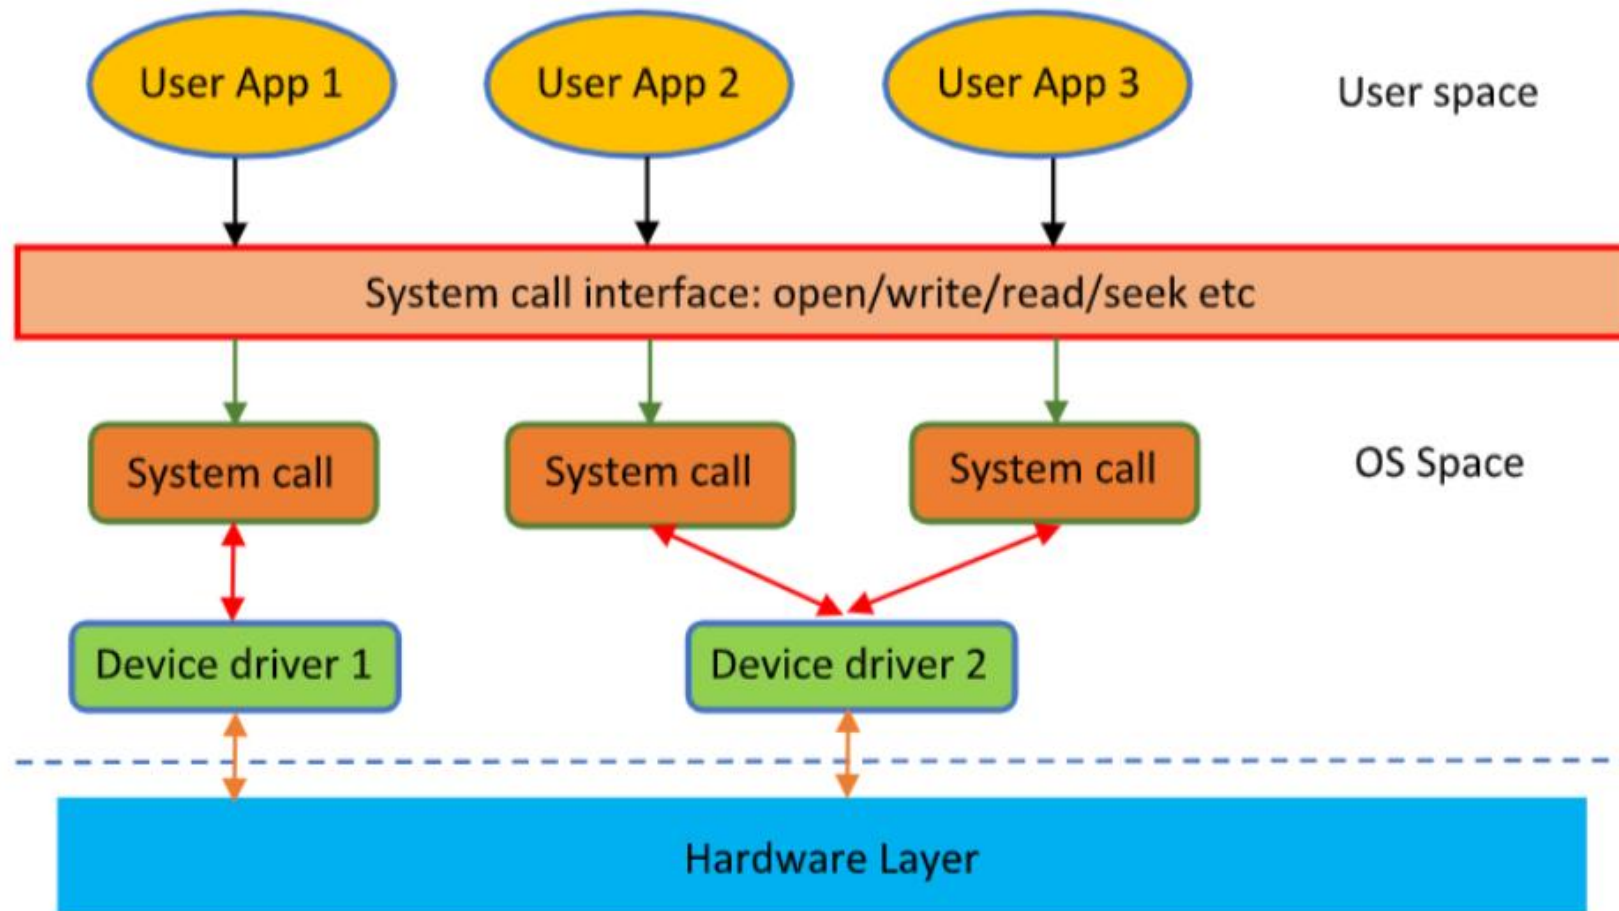 User App 1
User App 2
User App 3
User space
System call interface: open/write/read/seek etc
System call
System call
System call
OS Space
Device driver 1
Device driver 2
Hardware Layer